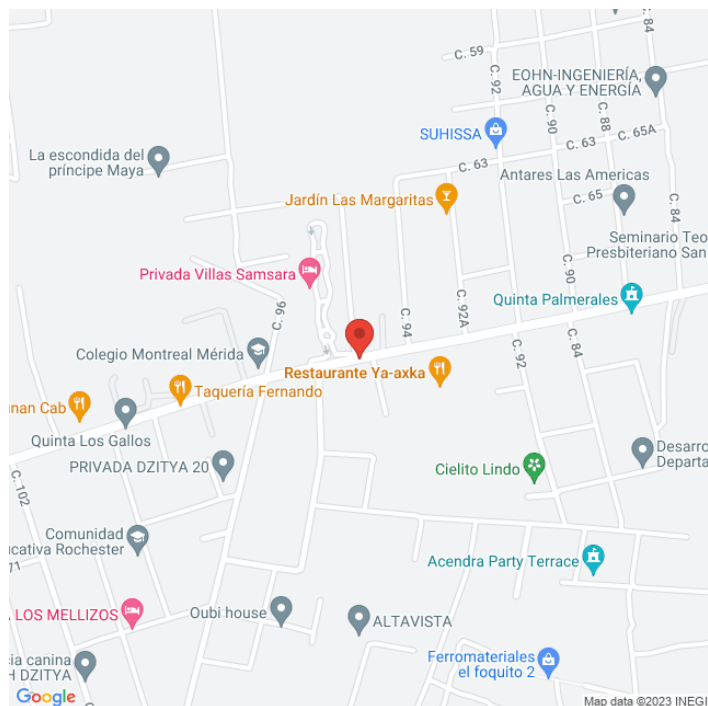 C. 59
C. 84
C. 92
EOHN-INGENIERÍA,
AGUA Y ENERGÍA
C. 90
C. 88
SUHISSA
C. 63
C. 65A
La escondida del
príncipe Maya
C. 63
Antares Las Americas
Jardín Las Margaritas
C. 65
C. 84
Seminario Teo
Presbiteriano San
Privada Villas Samsara
C. 90
Quinta Palmerales
C. 96
C. 94
C. 92A
Colegio Montreal Mérida
C. 92
C. 84
Restaurante Ya-axka
Taquería Fernando
unan Cab
Quinta Los Gallos
PRIVADA DZITYA 20
Cielito Lindo
Desarro
Departa
C. 102
Comunidad
ucativa Rochester
71
Acendra Party Terrace
A LOS MELLIZOS
Oubi house
ALTAVISTA
cia canina
H DZITYA
Ferromateriales
el foquito 2
Google
Map data ©2023 INEGI